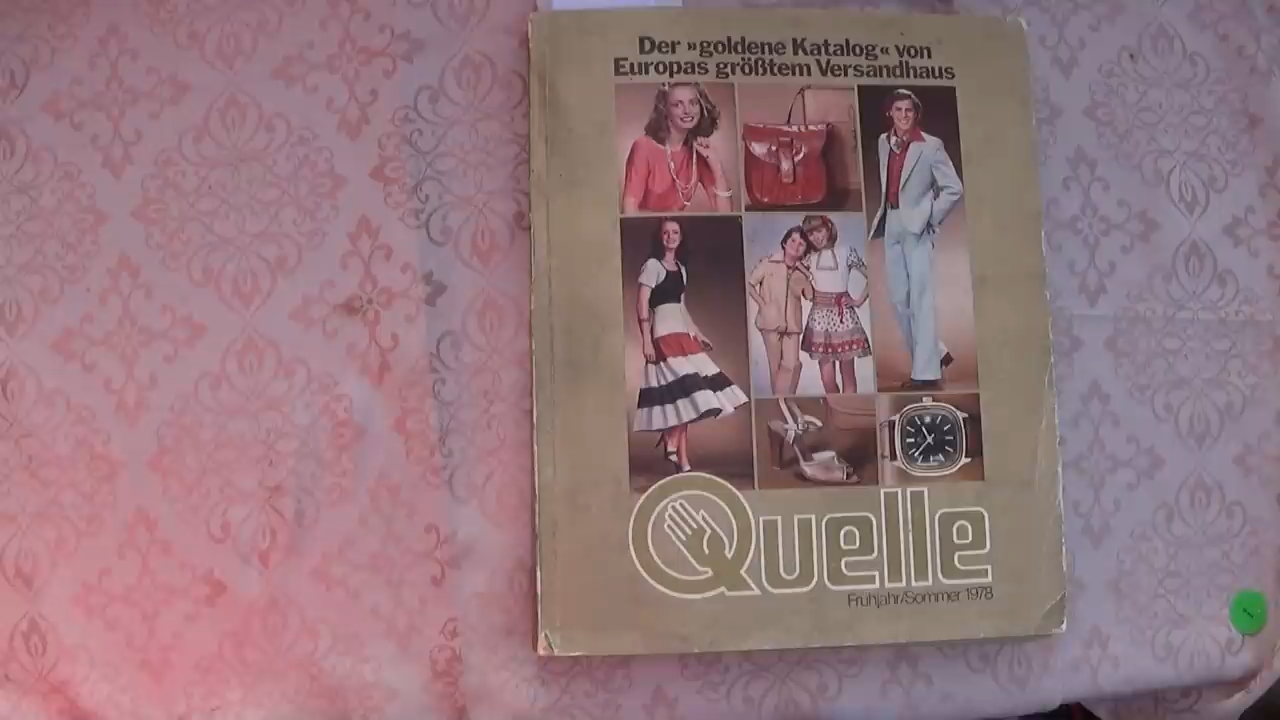 Der »goldene Katalog« von
Europas größtem Versandhaus
Quelle
Frühjahr/Sommer 1978